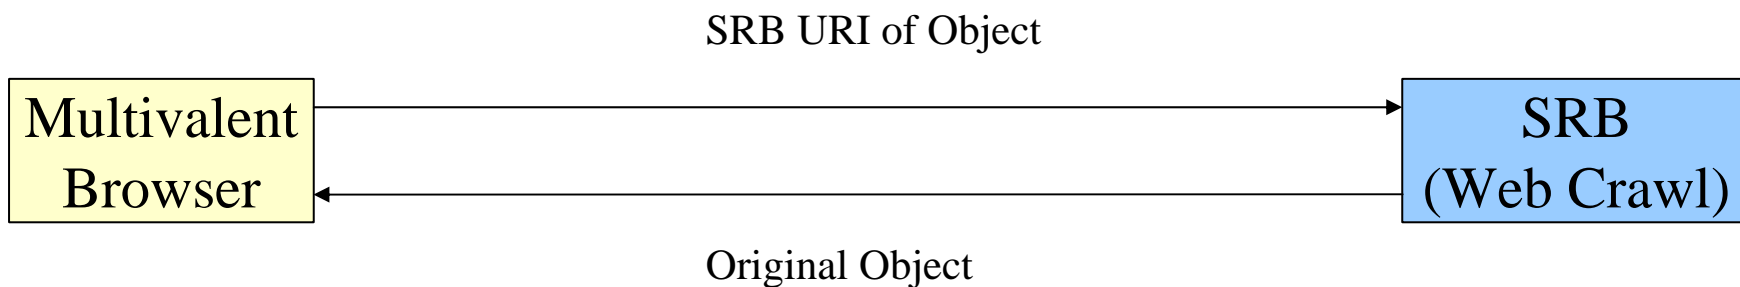 SRB URI of Object
Multivalent
Browser
SRB
(Web Crawl)
Original Object